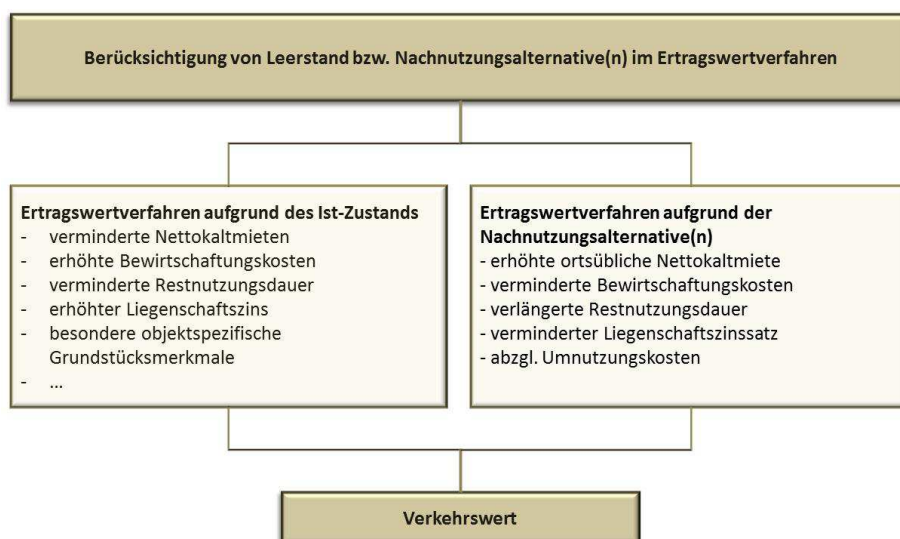 Berücksichtigung von Leerstand bzw. Nachnutzungsalternative(n) im Ertragswertverfahren
Ertragswertverfahren aufgrund des Ist-Zustands
- verminderte Nettokaltmieten
- erhöhte Bewirtschaftungskosten
- verminderte Restnutzungsdauer
- erhöhter Liegenschaftszins
- besondere objektspezifische
Grundstücksmerkmale
- ...
Ertragswertverfahren aufgrund der
Nachnutzungsalternative(n)
- erhöhte ortsübliche Nettokaltmiete
- verminderte Bewirtschaftungskosten
- verlängerte Restnutzungsdauer
- verminderter Liegenschaftszinssatz
- abzgl. Umnutzungskosten
Verkehrswert